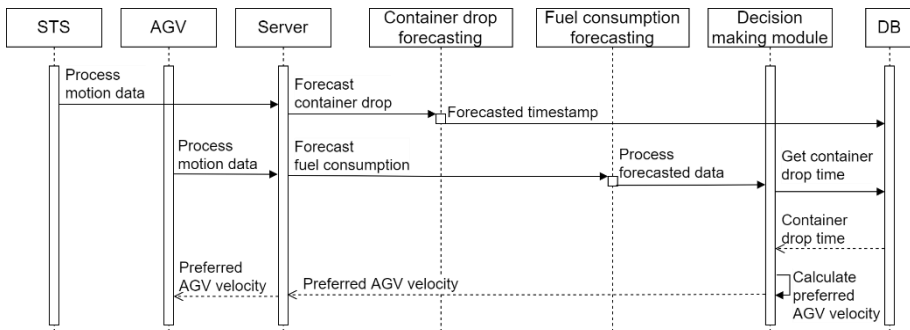 STS
AGV
Server
Container drop
forecasting
Fuel consumption
forecasting
Decision
making module
DB
Process
motion data
Forecast
container drop
Forecasted timestamp
Process
motion data
Forecast
fuel consumption
Process
forecasted data
Get container
drop time
Container
drop time
Calculate
preferred
AGV velocity
Preferred AGV velocity
Preferred
AGV velocity